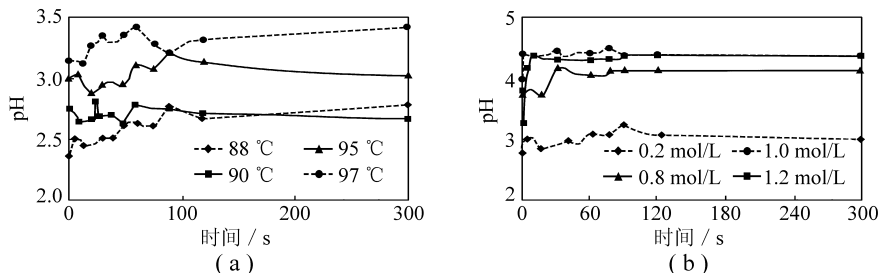 3.5
3.0
2.5
2.0
pH
88 ℃
95 ℃
90 ℃
97 ℃
0
100
200
300
时间 / s
( a )
5
4
3
2
pH
0.2 mol/L
1.0 mol/L
0.8 mol/L
1.2 mol/L
0
60
120
180
240
300
时间 / s
( b )